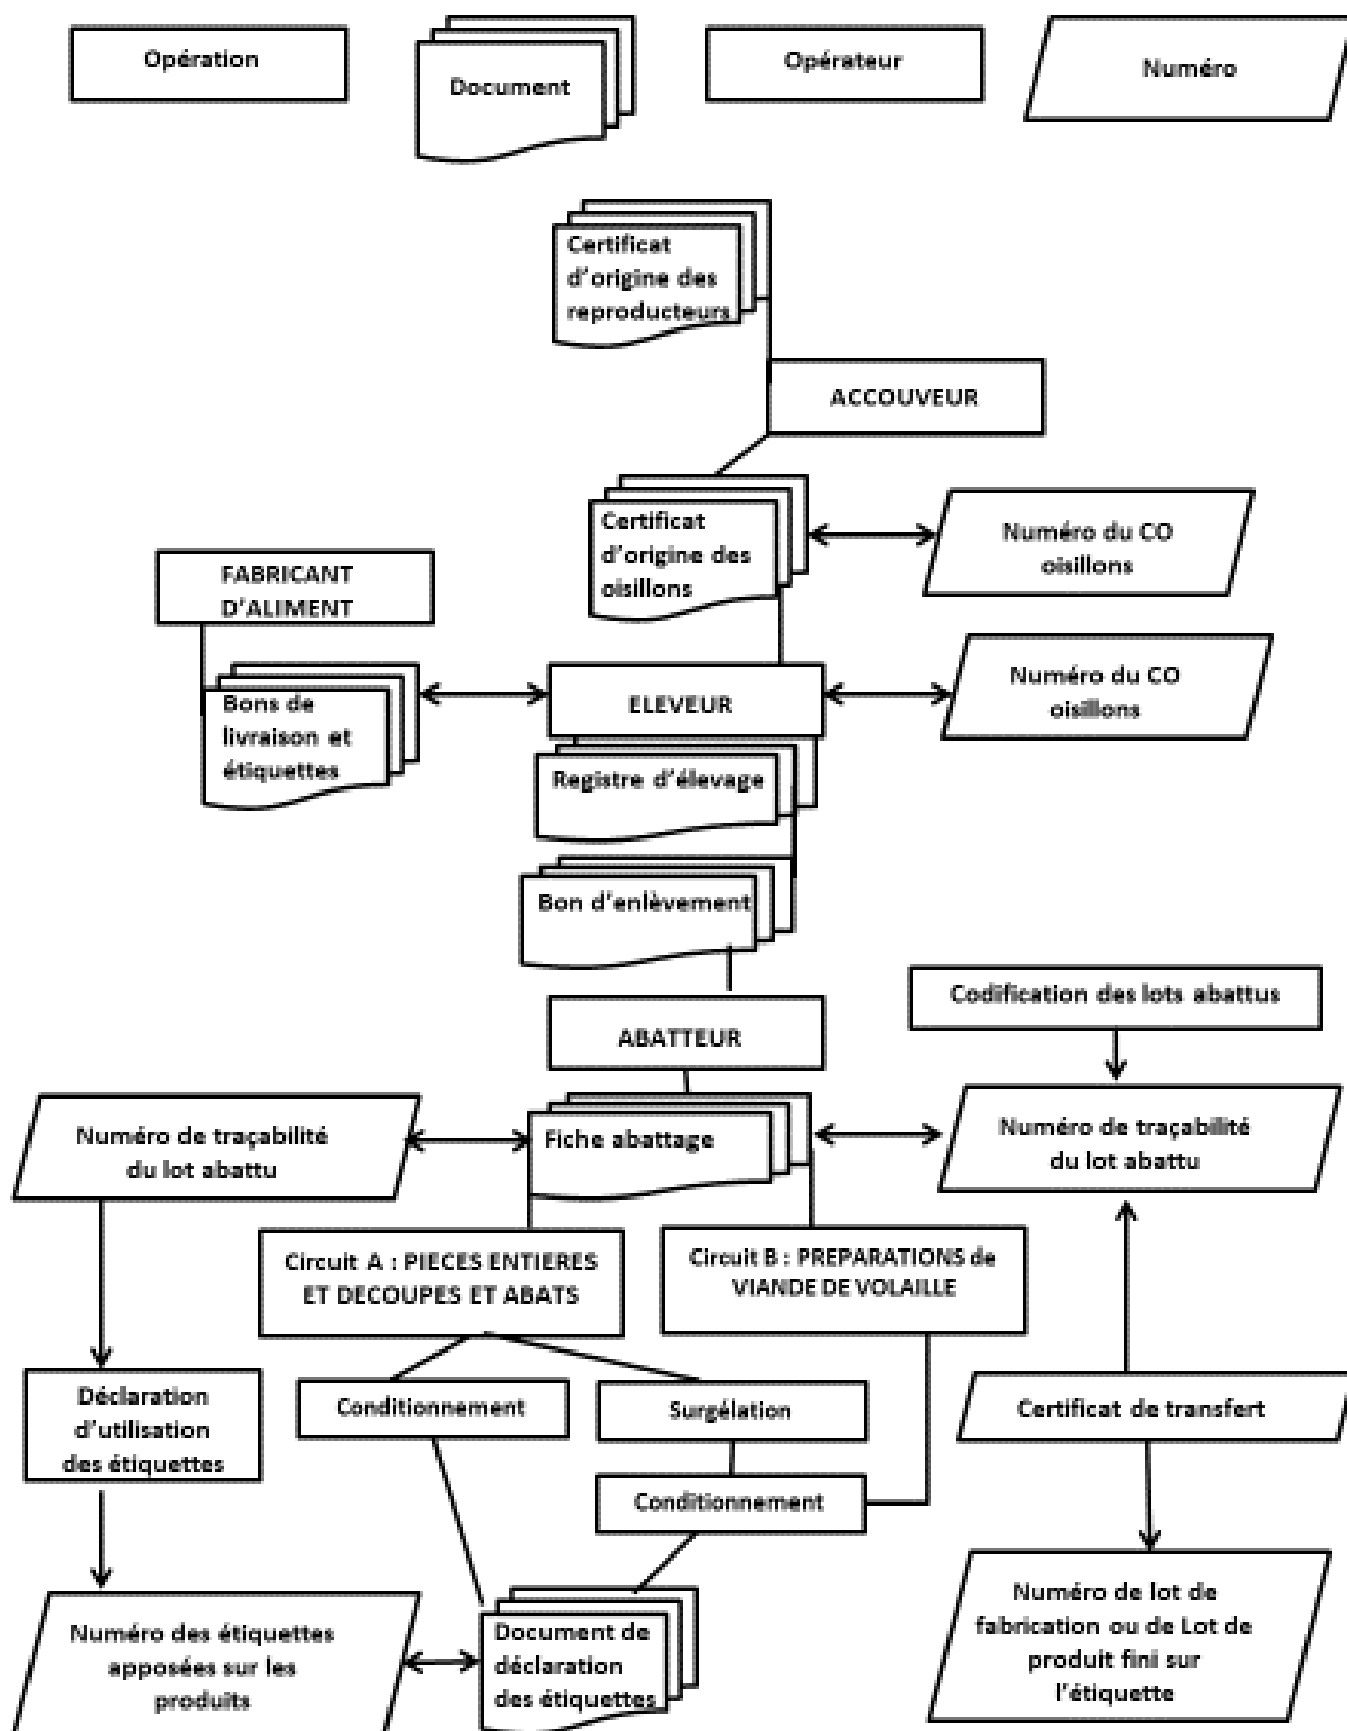 Opération
Document
Opérateur
Numéro
Certificat
d'origine des
reproducteurs
ACCOUVEUR
Certificat
d'origine des
oisillons
Numéro du CO
oisillons
FABRICANT
D'ALIMENT
Bons de
livraison et
étiquettes
ELEVEUR
Numéro du CO
oisillons
Registre d'élevage
Bon d'enlèvement
ABATTEUR
Codification des lots abattus
Numéro de traçabilité
du lot abattu
Fiche abattage
Numéro de traçabilité
du lot abattu
Circuit A : PIECES ENTIERES
ET DECOUPES ET ABATS
Circuit B : PREPARATIONS de
VIANDE DE VOLAILLE
Déclaration
d'utilisation
des étiquettes
Conditionnement
Surgélation
Certificat de transfert
Conditionnement
Numéro des étiquettes
apposées sur les
produits
Document de
déclaration
des étiquettes
Numéro de lot de
fabrication ou de Lot de
produit fini sur
l'étiquette